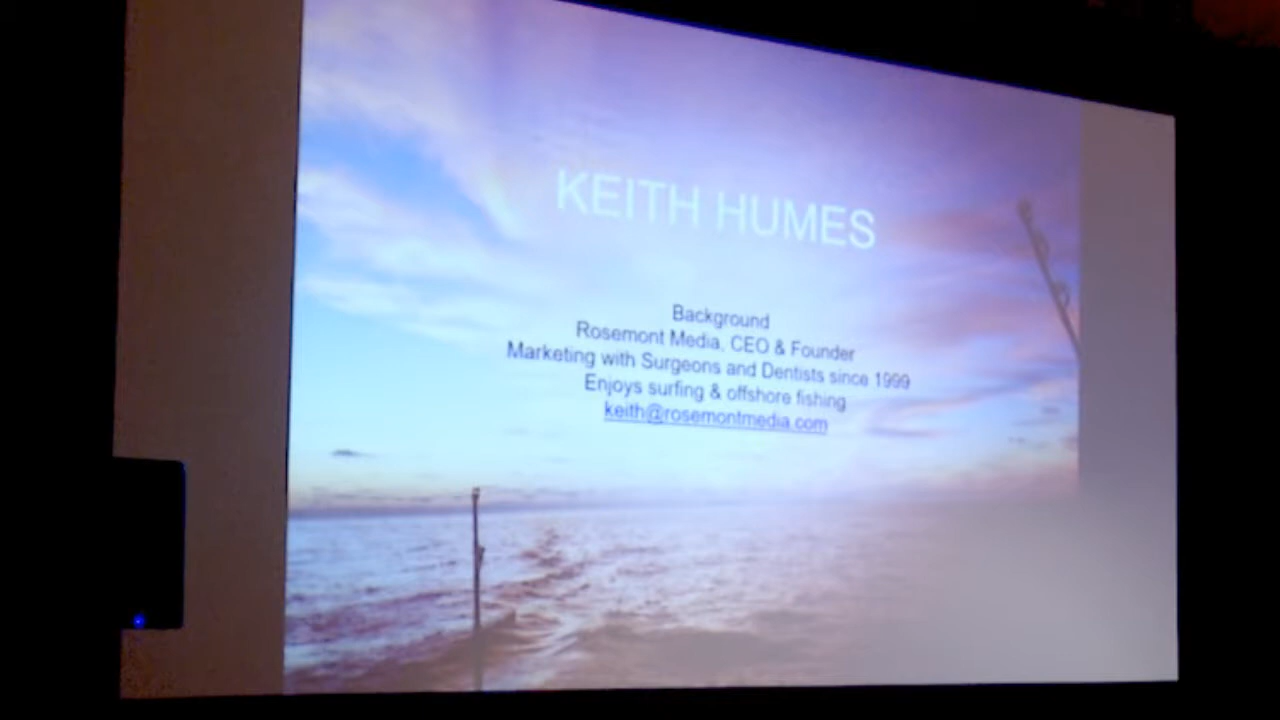 KEITH HUMES
Background
Rosemont Media, CEO & Founder
Marketing with Surgeons and Dentists since 1999
Enjoys surfing & offshore fishing
keith@rosemontmedia.com